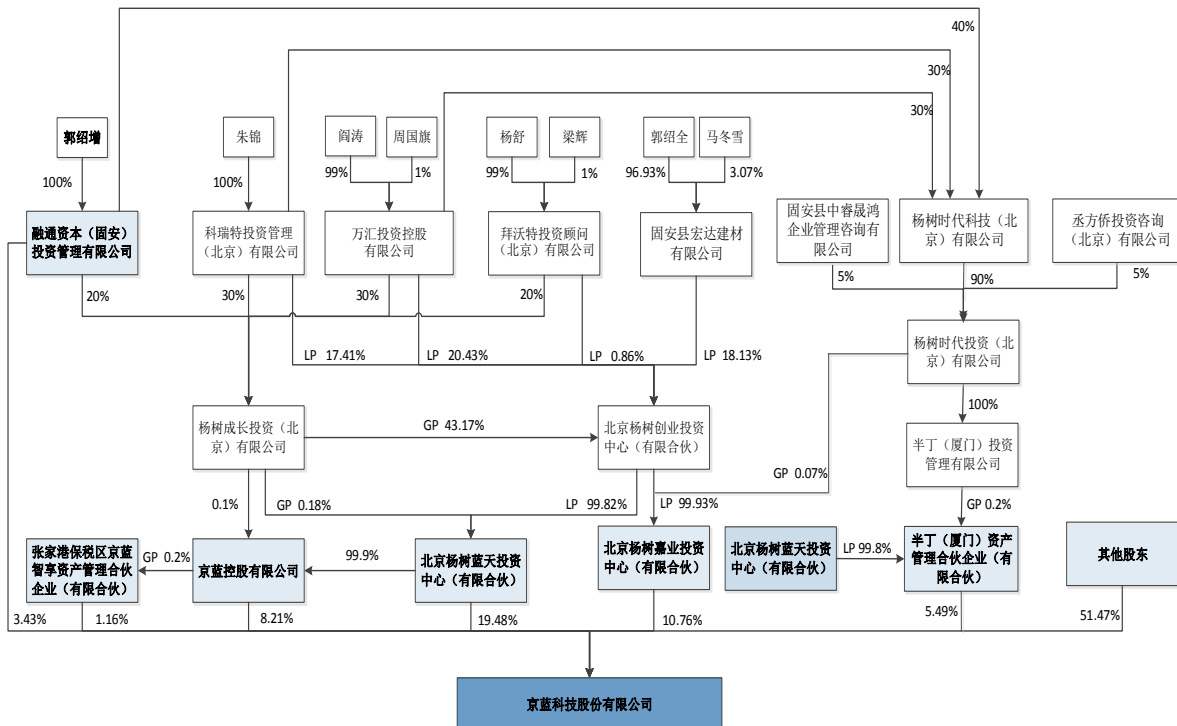 40%
30%
30%
郭绍增
朱锦
阎涛
周国旗
杨舒
梁辉
郭绍全
马冬雪
100%
100%
99%
1%
99%
1%
96.93%
3.07%
融通资本（固安）
投资管理有限公司
科瑞特投资管理
（北京）有限公司
万汇投资控股
有限公司
拜沃特投资顾问
（北京）有限公司
固安县宏达建材
有限公司
固安县中睿晟鸿
企业管理咨询有
限公司
杨树时代科技（北
京）有限公司
丞方侨投资咨询
（北京）有限公司
20%
30%
30%
20%
5%
90%
5%
LP 17.41%
LP 20.43%
LP 0.86%
LP 18.13%
杨树时代投资（北
京）有限公司
100%
杨树成长投资（北
京）有限公司
GP 43.17%
北京杨树创业投资
中心（有限合伙）
半丁（厦门）投资
管理有限公司
GP 0.07%
0.1%
GP 0.18%
LP 99.82%
LP 99.93%
GP 0.2%
张家港保税区京蓝
智享资产管理合伙
企业（有限合伙）
GP 0.2%
京蓝控股有限公司
99.9%
北京杨树蓝天投资
中心（有限合伙）
北京杨树嘉业投资
中心（有限合伙）
北京杨树蓝天投资
中心（有限合伙）
LP 99.8%
半丁（厦门）资产
管理合伙企业（有
限合伙）
其他股东
3.43%
1.16%
8.21%
19.48%
10.76%
5.49%
51.47%
京蓝科技股份有限公司